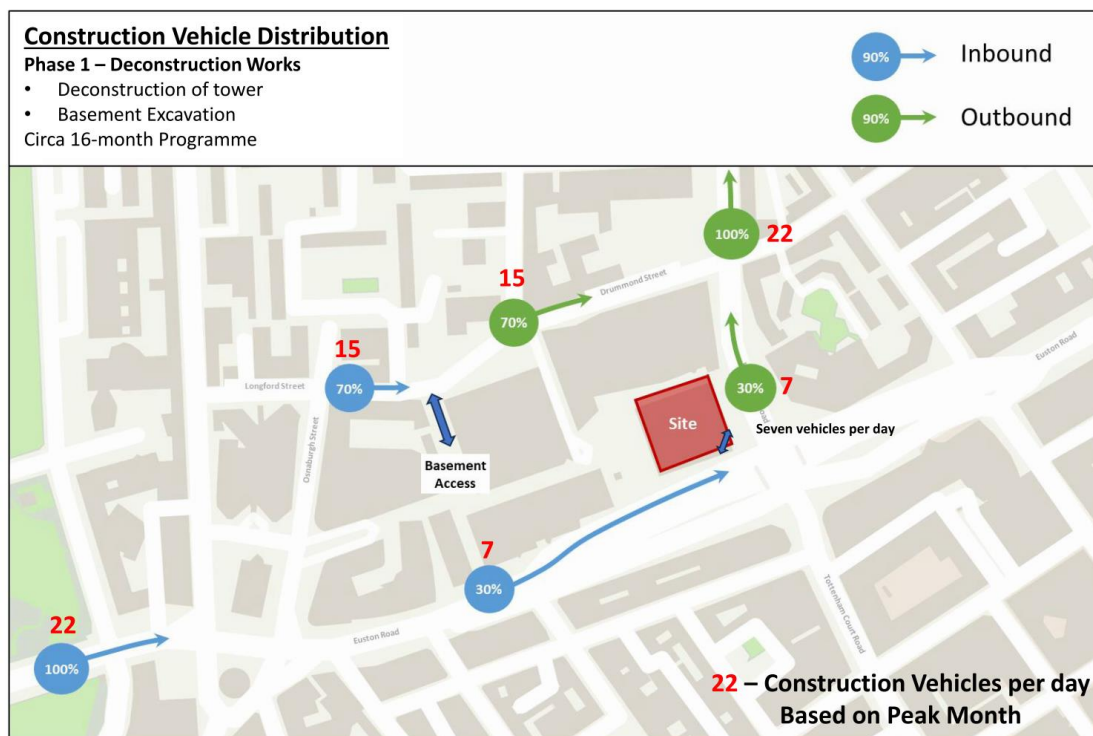 Construction Vehicle Distribution
Phase 1 – Deconstruction Works
• Deconstruction of tower
• Basement Excavation
Circa 16-month Programme
90% Inbound
90% Outbound
100% 22
15
70%
Drummond Street
15
70%
Longford Street
Osnaburgh Street
Basement
Access
30% 7
Site
Seven vehicles per day
Euston Road
7
30%
22
100%
Euston Road
Tottenham Court Road
22 – Construction Vehicles per day
Based on Peak Month